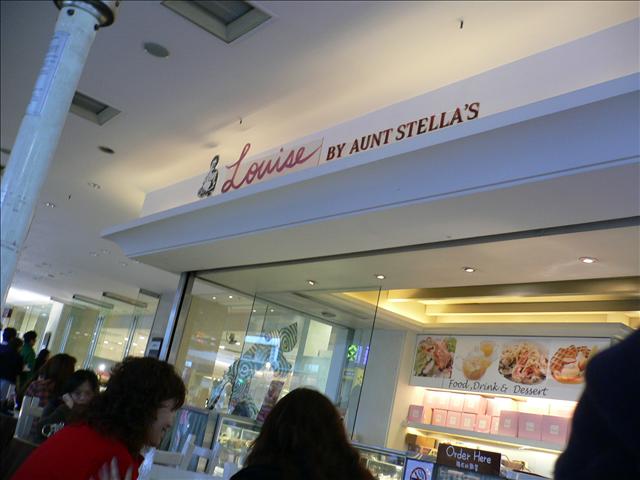 Louise BY AUNT STELLA'S
Food, Drink & Dessert
Order Here